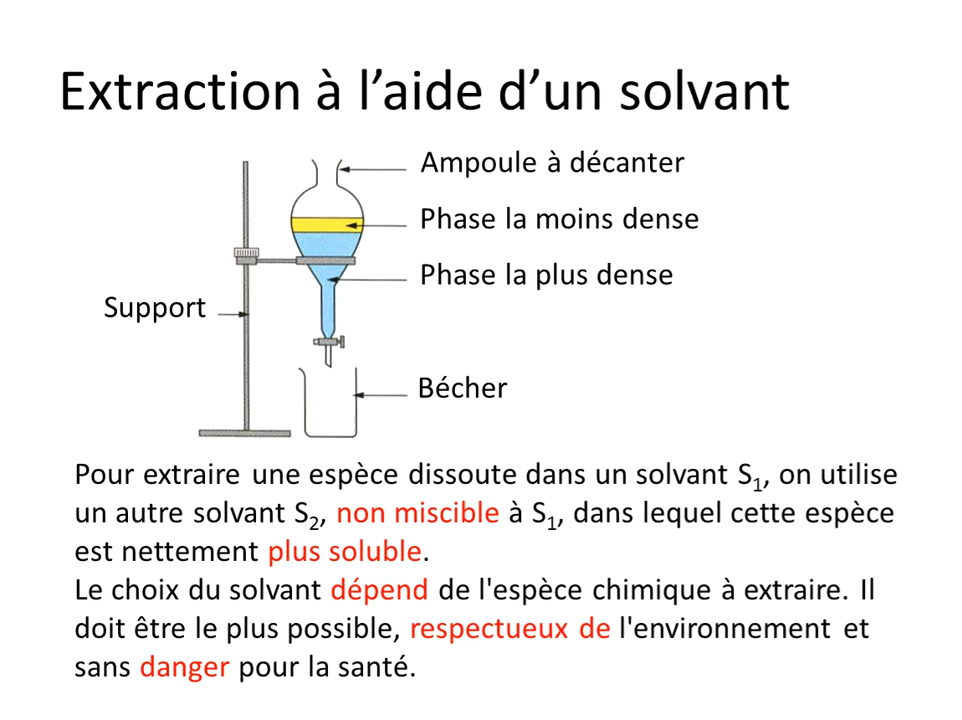 Extraction à l’aide d’un solvant
Ampoule à décanter
Phase la moins dense
Phase la plus dense
Support
Bécher
Pour extraire une espèce dissoute dans un solvant S1, on utilise
un autre solvant S2, non miscible à S1, dans lequel cette espèce
est nettement plus soluble.
Le choix du solvant dépend de l'espèce chimique à extraire. Il
doit être le plus possible, respectueux de l'environnement et
sans danger pour la santé.